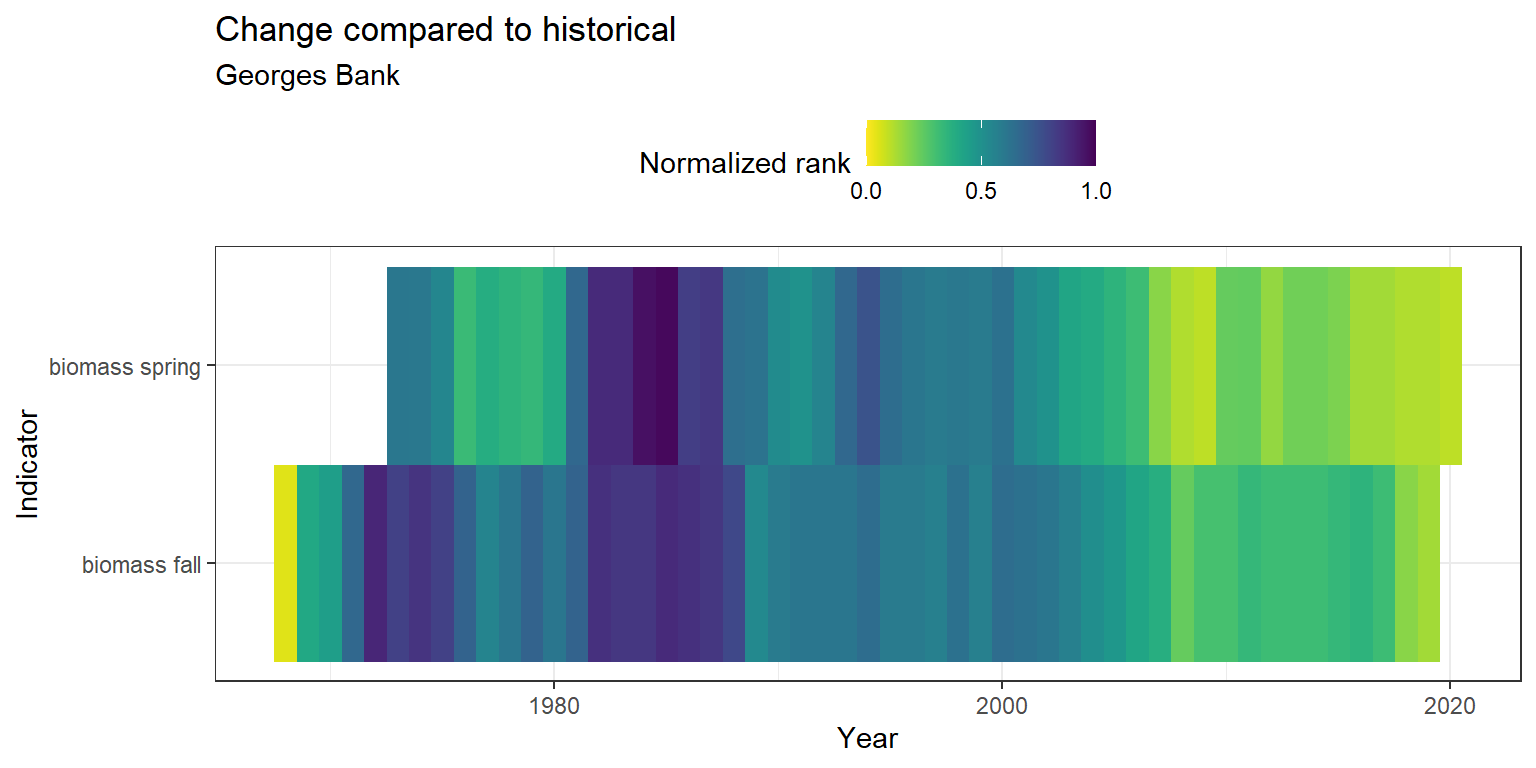 Change compared to historical
Georges Bank
Normalized rank
0.0 0.5 1.0
biomass spring
biomass fall
Indicator
1980 2000 2020
Year